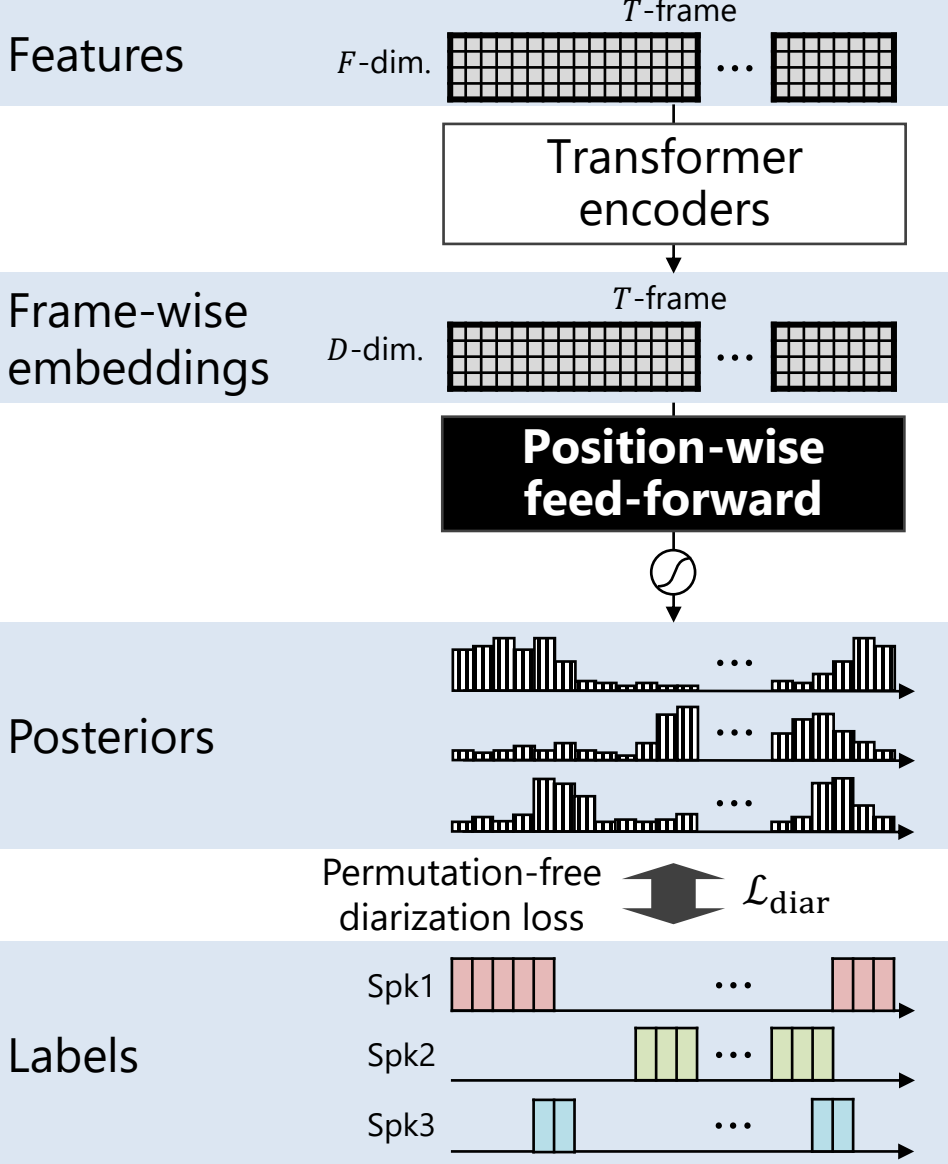 T-frame
Features
F-dim.
...
Transformer
encoders
Frame-wise
embeddings
T-frame
D-dim.
...
Position-wise
feed-forward
Posteriors
...
...
...
Permutation-free
diarization loss
ℒdiar
Labels
Spk1
...
Spk2
...
Spk3
...